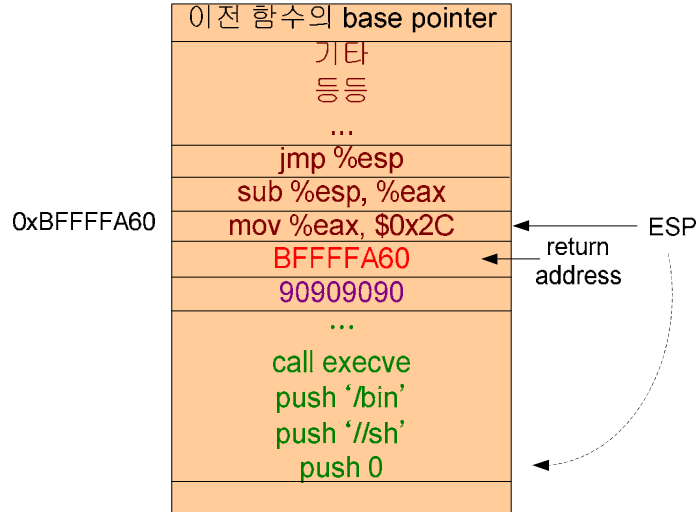 이전 함수의 base pointer
기타
등등
...
jmp %esp
sub %esp, %eax
0xBFFFFA60
mov %eax, $0x2C
ESP
BFFFFA60
return
address
90909090
...
call execve
push ‘/bin’
push ‘//sh’
push 0